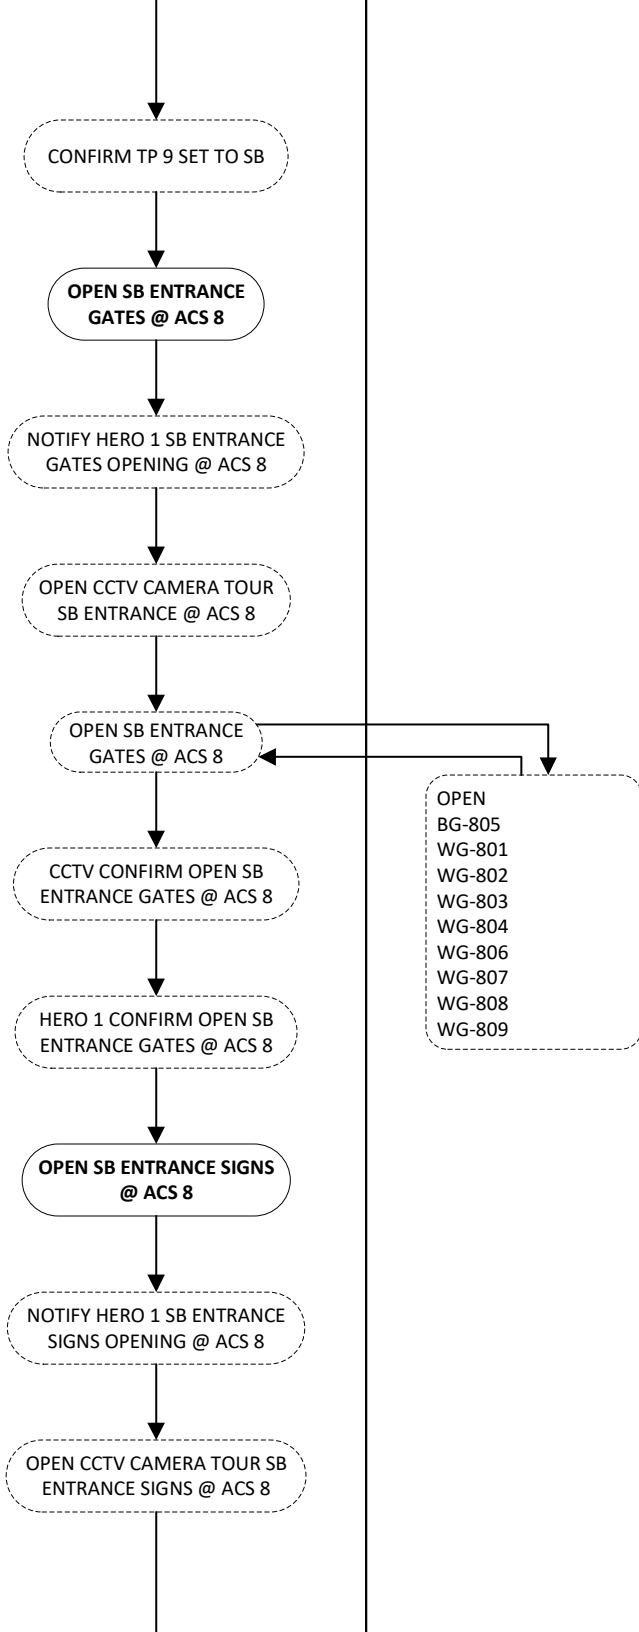 CONFIRM TP 9 SET TO SB
OPEN SB ENTRANCE
GATES @ ACS 8
NOTIFY HERO 1 SB ENTRANCE
GATES OPENING @ ACS 8
OPEN CCTV CAMERA TOUR
SB ENTRANCE @ ACS 8
OPEN SB ENTRANCE
GATES @ ACS 8
OPEN
BG-805
WG-801
WG-802
WG-803
WG-804
WG-806
WG-807
WG-808
WG-809
CCTV CONFIRM OPEN SB
ENTRANCE GATES @ ACS 8
HERO 1 CONFIRM OPEN SB
ENTRANCE GATES @ ACS 8
OPEN SB ENTRANCE SIGNS
@ ACS 8
NOTIFY HERO 1 SB ENTRANCE
SIGNS OPENING @ ACS 8
OPEN CCTV CAMERA TOUR SB
ENTRANCE SIGNS @ ACS 8